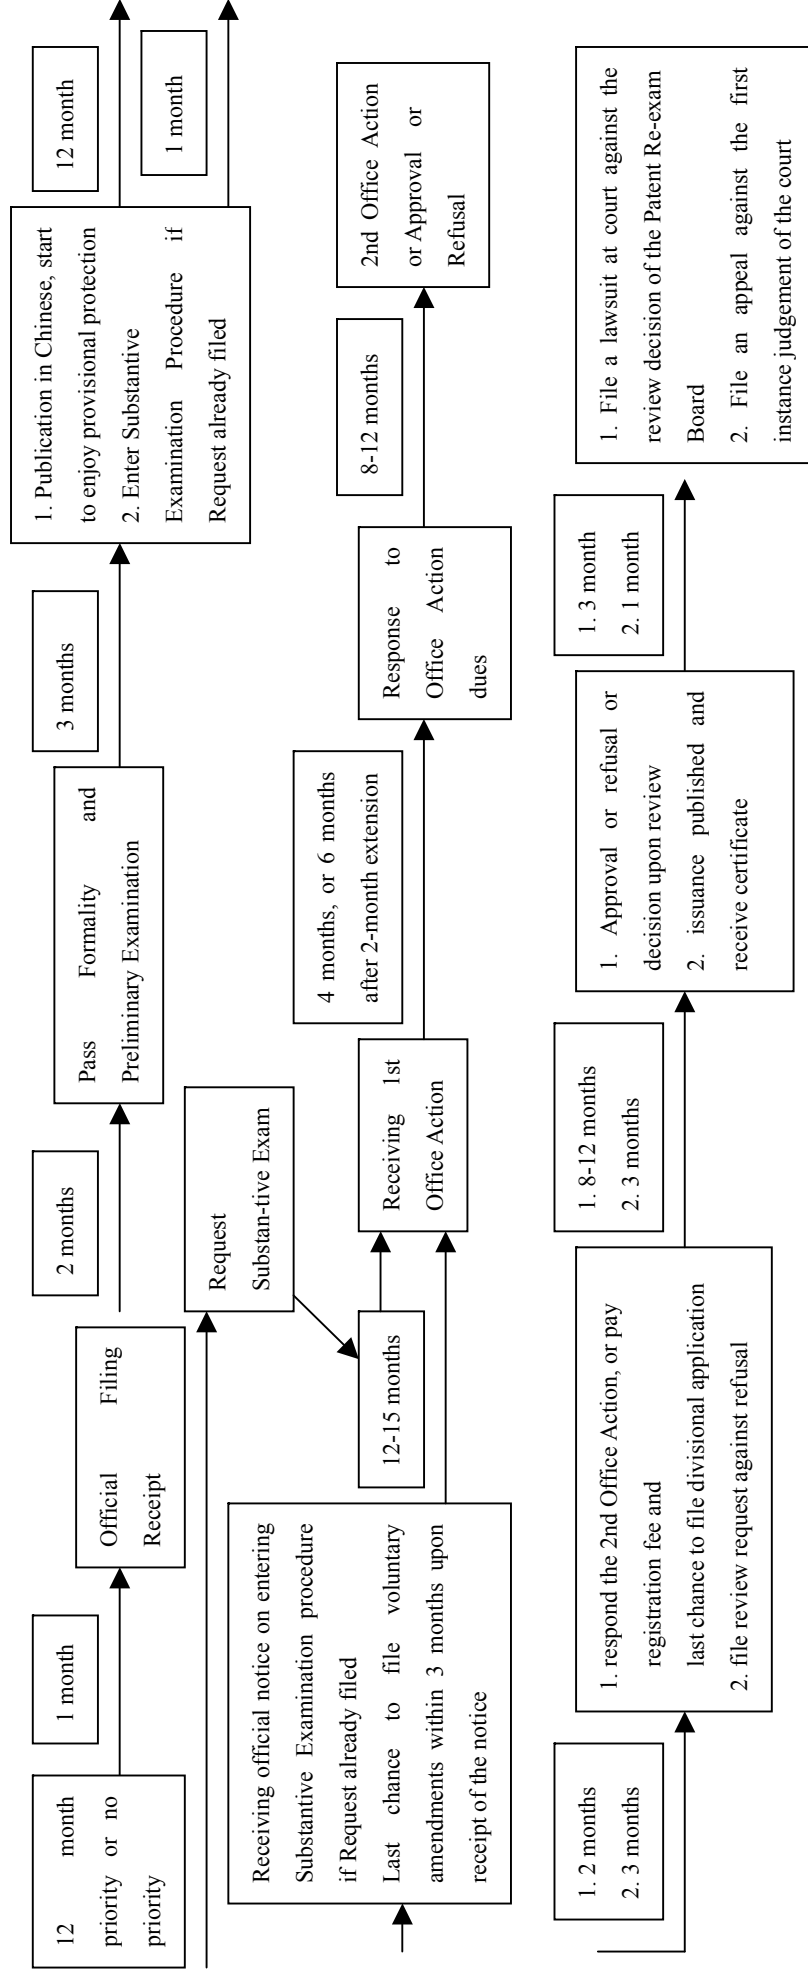 12 month
priority or no
priority
1 month
Official Filing
Receipt
2 months
Pass Formality and
Preliminary Examination
3 months
1. Publication in Chinese, start
to enjoy provisional protection
2. Enter Substantive
Examination Procedure if
Request already filed
12 month
1 month
Request
Substan-tive Exam
Receiving official notice on entering
Substantive Examination procedure
if Request already filed
Last chance to file voluntary
amendments within 3 months upon
receipt of the notice
12-15 months
Receiving 1st
Office Action
4 months, or 6 months
after 2-month extension
Response to
Office Action
dues
8-12 months
2nd Office Action
or Approval or
Refusal
1. 2 months
2. 3 months
1. respond the 2nd Office Action, or pay
registration fee and
last chance to file divisional application
2. file review request against refusal
1. 8-12 months
2. 3 months
1. Approval or refusal or
decision upon review
2. issuance published and
receive certificate
1. 3 month
2. 1 month
1. File a lawsuit at court against the
review decision of the Patent Re-exam
Board
2. File an appeal against the first
instance judgement of the court